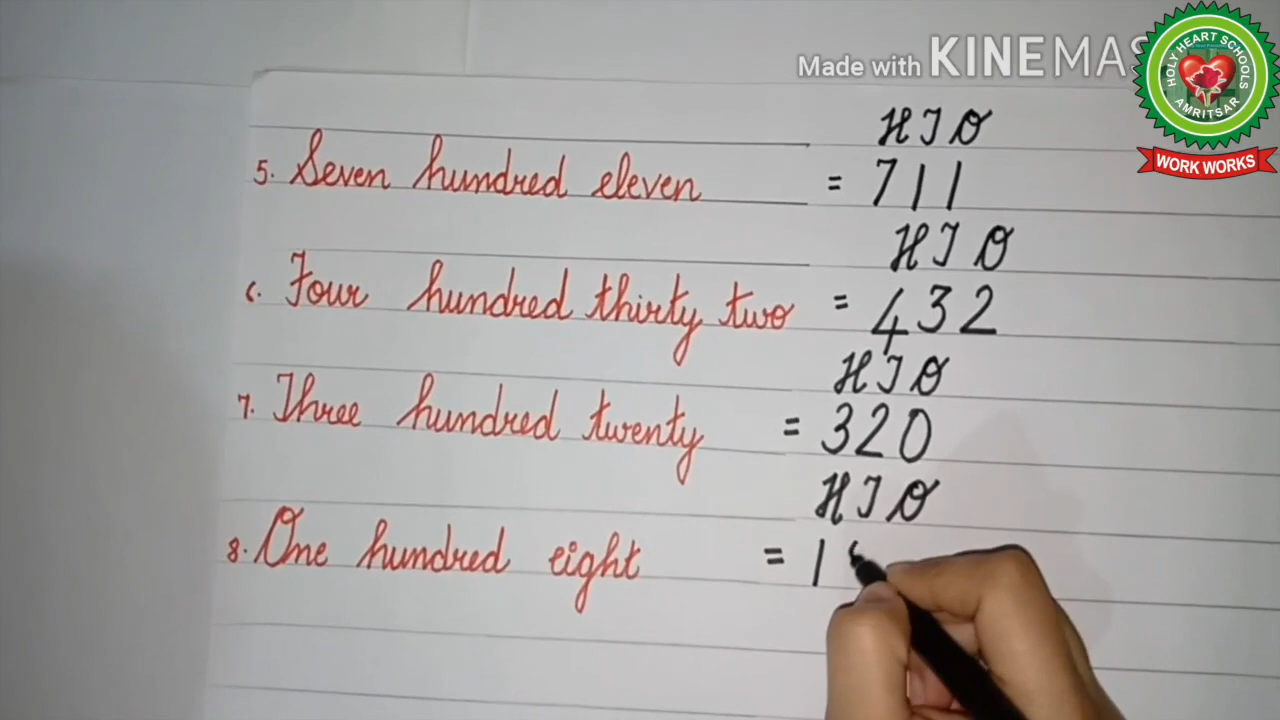 Made with KINEMAS
HOLY HEART SCHOOLS
AMRITSAR
WORK WORKS
H T O
5. Seven hundred eleven = 711
H T O
6. Four hundred thirty two = 432
H T O
7. Three hundred twenty = 320
H T O
8. One hundred eight = 1